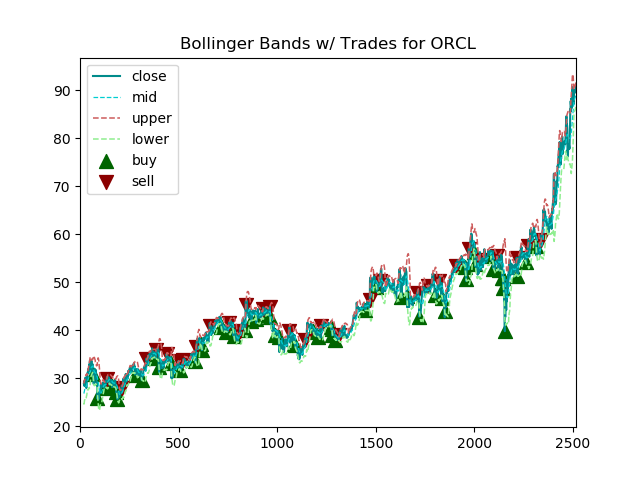 Bollinger Bands w/ Trades for ORCL
close
mid
upper
lower
buy
sell
90
80
70
60
50
40
30
20
0 500 1000 1500 2000 2500